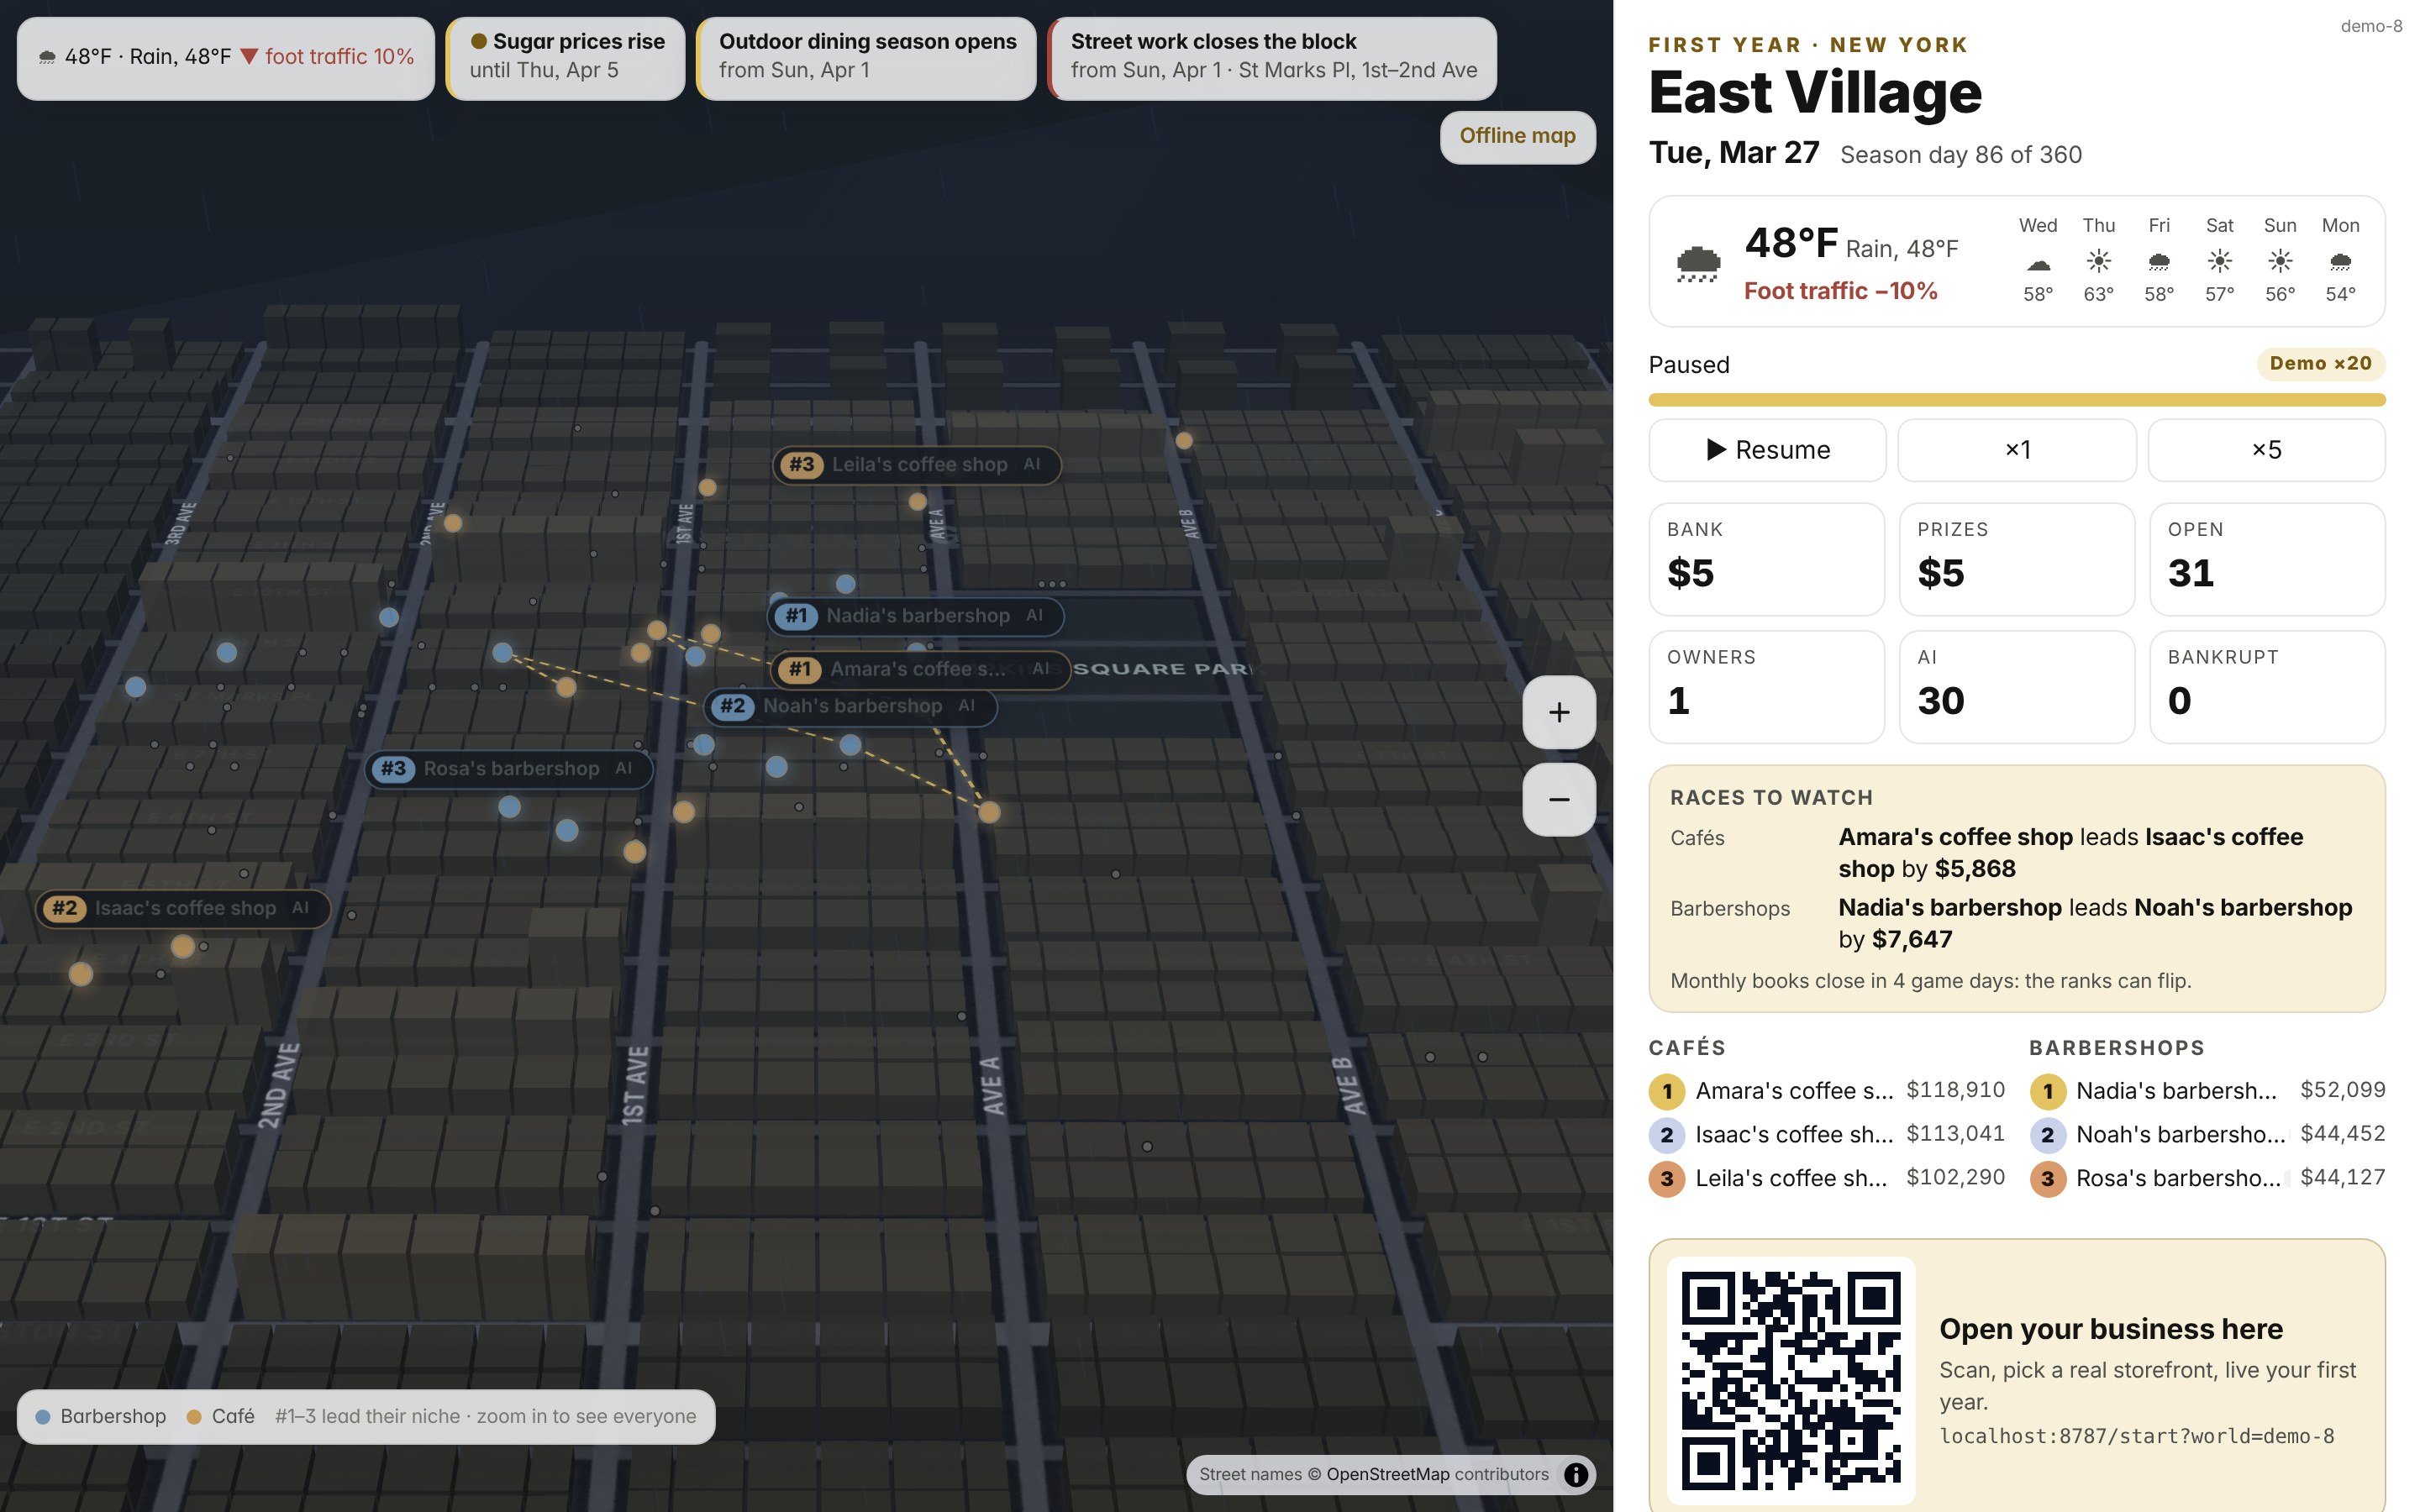 48°F · Rain, 48°F ▼ foot traffic 10%
Sugar prices rise
until Thu, Apr 5
Outdoor dining season opens
from Sun, Apr 1
Street work closes the block
from Sun, Apr 1 · St Marks Pl, 1st–2nd Ave
Offline map
#3 Leila's coffee shop AI
3RD AVE
1ST AVE
AVE A
AVE B
#1 Nadia's barbershop AI
#1 Amara's coffee s... AI
SQUARE PARK
#2 Noah's barbershop AI
#3 Rosa's barbershop AI
#2 Isaac's coffee shop AI
+
−
E 3RD ST
E 2ND ST
2ND AVE
1ST AVE
AVE A
AVE B
Barbershop
Café
#1–3 lead their niche · zoom in to see everyone
Street names © OpenStreetMap contributors
demo-8
FIRST YEAR · NEW YORK
East Village
Tue, Mar 27 Season day 86 of 360
48°F Rain, 48°F
Foot traffic −10%
Wed Thu Fri Sat Sun Mon
58° 63° 58° 57° 56° 54°
Paused
Demo ×20
▶ Resume
×1
×5
BANK
$5
PRIZES
$5
OPEN
31
OWNERS
1
AI
30
BANKRUPT
0
RACES TO WATCH
Cafés
Amara's coffee shop leads Isaac's coffee
shop by $5,868
Barbershops
Nadia's barbershop leads Noah's barbershop
by $7,647
Monthly books close in 4 game days: the ranks can flip.
CAFÉS
1 Amara's coffee s... $118,910
2 Isaac's coffee sh... $113,041
3 Leila's coffee sh... $102,290
BARBERSHOPS
1 Nadia's barbersh... $52,099
2 Noah's barbersho... $44,452
3 Rosa's barbersho... $44,127
Open your business here
Scan, pick a real storefront, live your first
year.
localhost:8787/start?world=demo-8